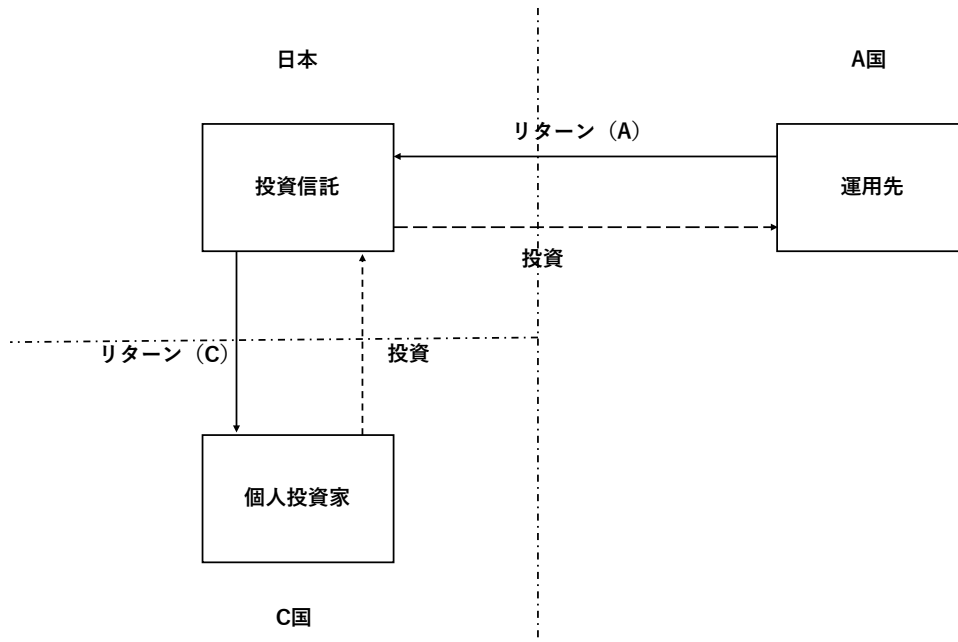 日本
A国
リターン（A）
投資信託
運用先
投資
リターン（C）
投資
個人投資家
C国